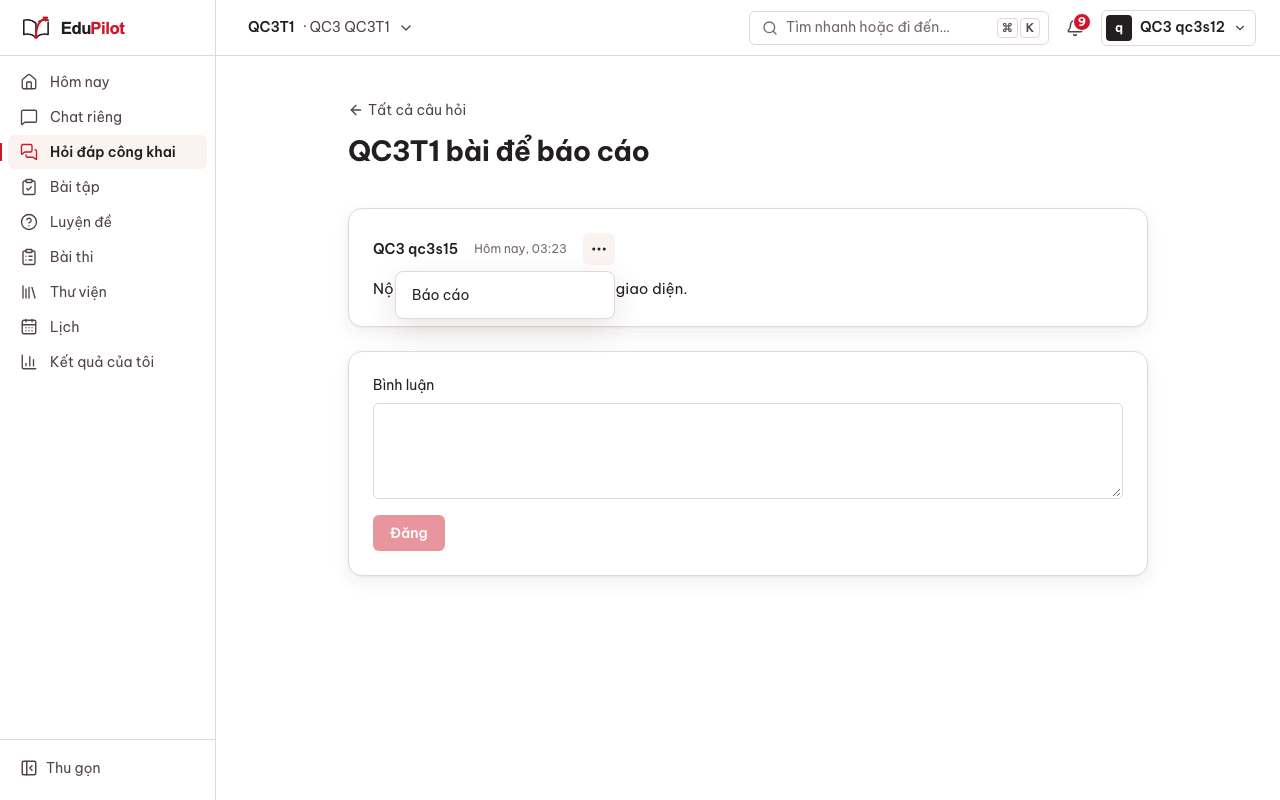 EduPilot
QC3T1 · QC3 QC3T1
Tìm nhanh hoặc đi đến... ⌘ K
9
q QC3 qc3s12
Hôm nay
Chat riêng
Hỏi đáp công khai
Bài tập
Luyện đề
Bài thi
Thư viện
Lịch
Kết quả của tôi
Thu gọn
← Tất cả câu hỏi
QC3T1 bài để báo cáo
QC3 qc3s15 Hôm nay, 03:23 ...
Báo cáo
giao diện.
Bình luận
Đăng